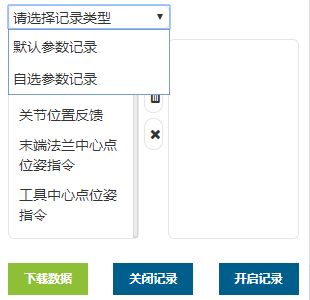 请选择记录类型
默认参数记录
自选参数记录
关节位置反馈
末端法兰中心点
位姿指令
工具中心点位姿
指令
下载数据 关闭记录 开启记录